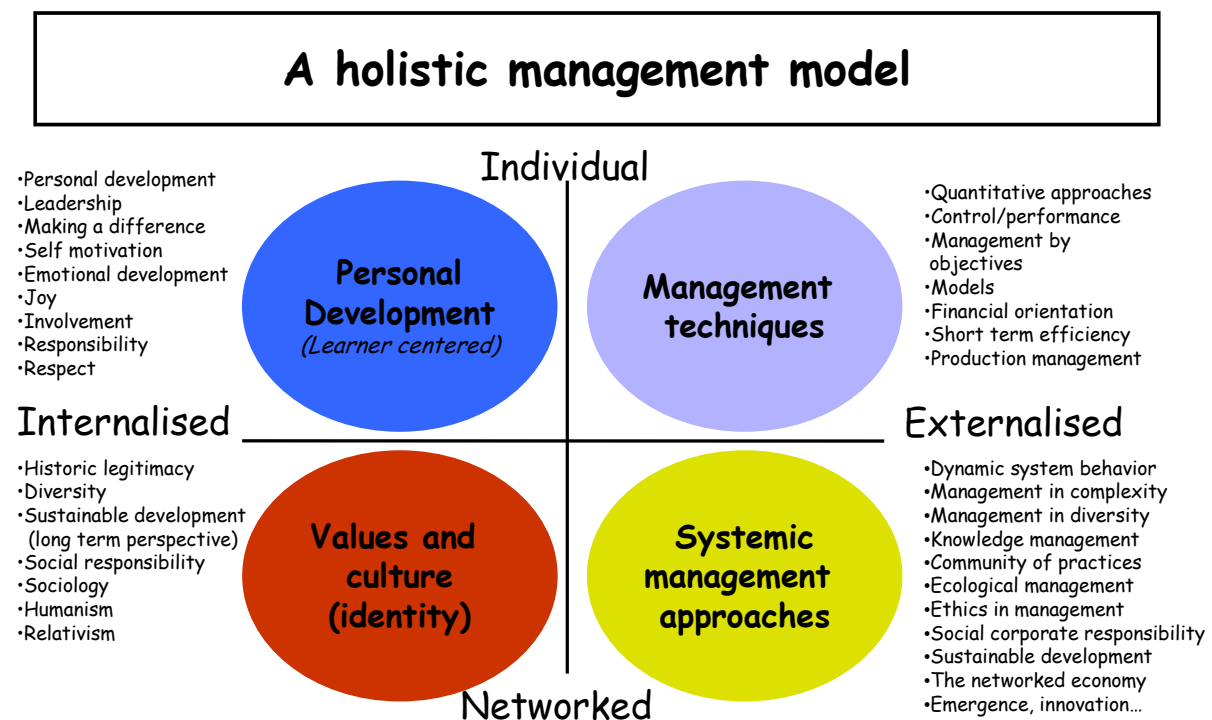 A holistic management model
Individual
•Personal development
•Leadership
•Making a difference
•Self motivation
•Emotional development
•Joy
•Involvement
•Responsibility
•Respect
Personal
Development
(Learner centered)
Management
techniques
•Quantitative approaches
•Control/performance
•Management by
objectives
•Models
•Financial orientation
•Short term efficiency
•Production management
Internalised
Externalised
•Historic legitimacy
•Diversity
•Sustainable development
(long term perspective)
•Social responsibility
•Sociology
•Humanism
•Relativism
Values and
culture
(identity)
Systemic
management
approaches
•Dynamic system behavior
•Management in complexity
•Management in diversity
•Knowledge management
•Community of practices
•Ecological management
•Ethics in management
•Social corporate responsibility
•Sustainable development
•The networked economy
•Emergence, innovation…
Networked